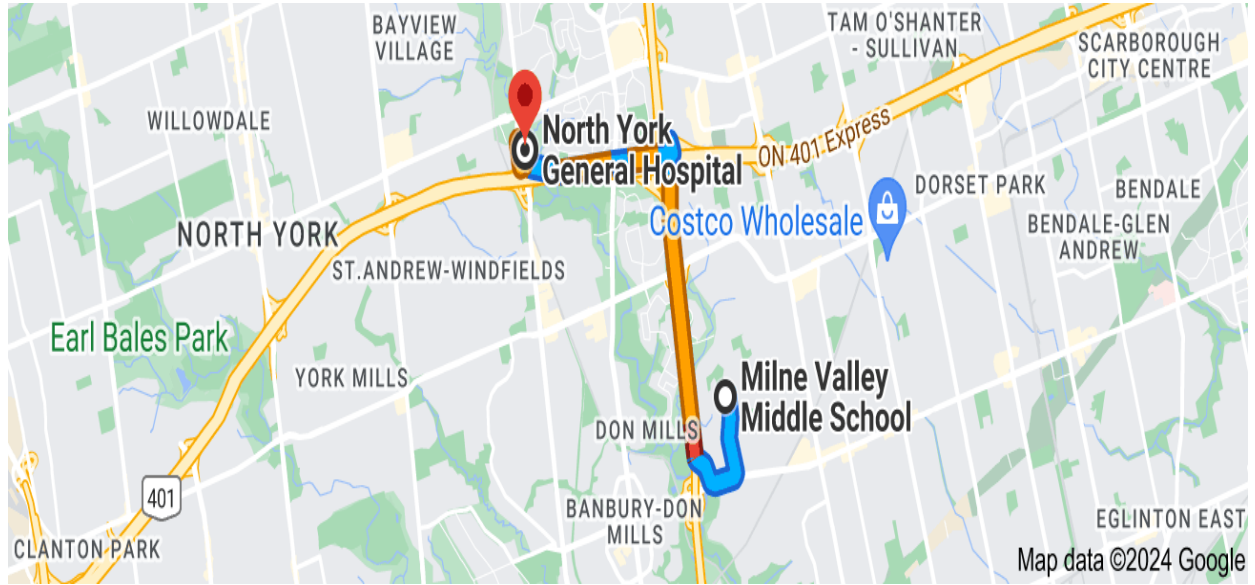 BAYVIEW
VILLAGE
TAM O'SHANTER
- SULLIVAN
SCARBOROUGH
CITY CENTRE
WILLOWDALE
North York
General Hospital
ON 401 Express
DORSET PARK
BENDALE
Costco Wholesale
BENDALE-GLEN
ANDREW
NORTH YORK
ST.ANDREW-WINDFIELDS
Earl Bales Park
YORK MILLS
Milne Valley
Middle School
DON MILLS
401
BANBURY-DON
MILLS
EGLINTON EAST
CLANTON PARK
Map data ©2024 Google